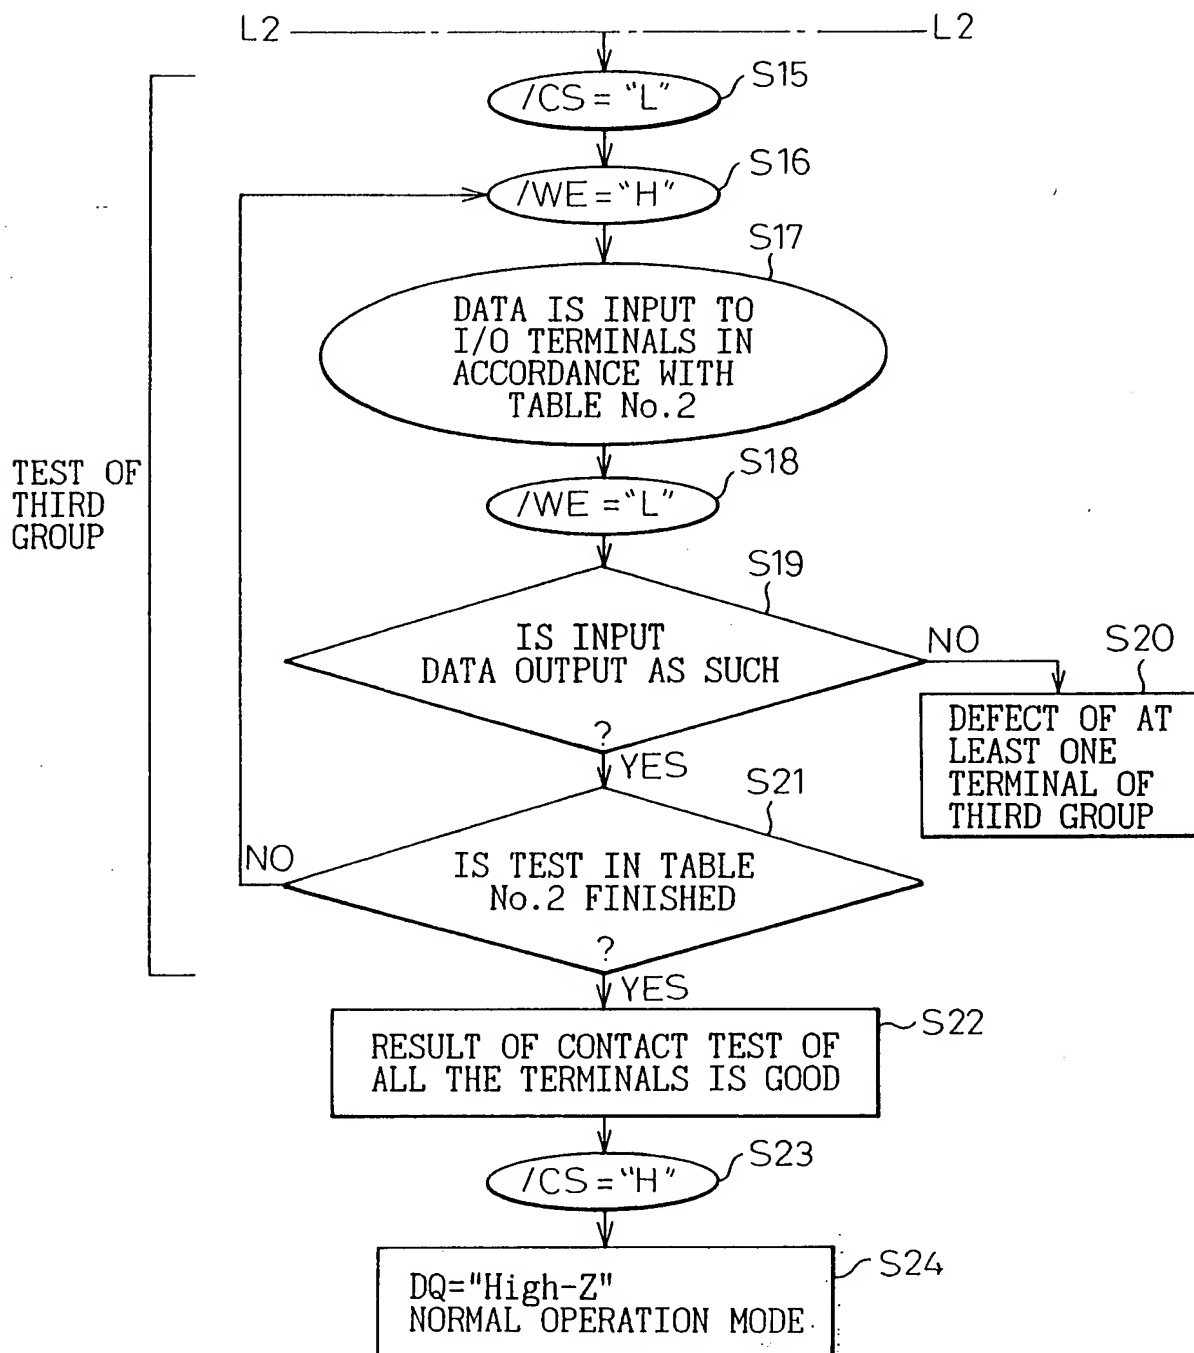 L2
L2
S15
/CS = "L"
S16
/WE = "H"
S17
DATA IS INPUT TO
I/O TERMINALS IN
ACCORDANCE WITH
TABLE No.2
S18
/WE = "L"
TEST OF
THIRD
GROUP
S19
IS INPUT
DATA OUTPUT AS SUCH
?
NO
S20
DEFECT OF AT
LEAST ONE
TERMINAL OF
THIRD GROUP
YES
S21
IS TEST IN TABLE
No.2 FINISHED
?
NO
YES
S22
RESULT OF CONTACT TEST OF
ALL THE TERMINALS IS GOOD
S23
/CS = "H"
S24
DQ="High-Z"
NORMAL OPERATION MODE